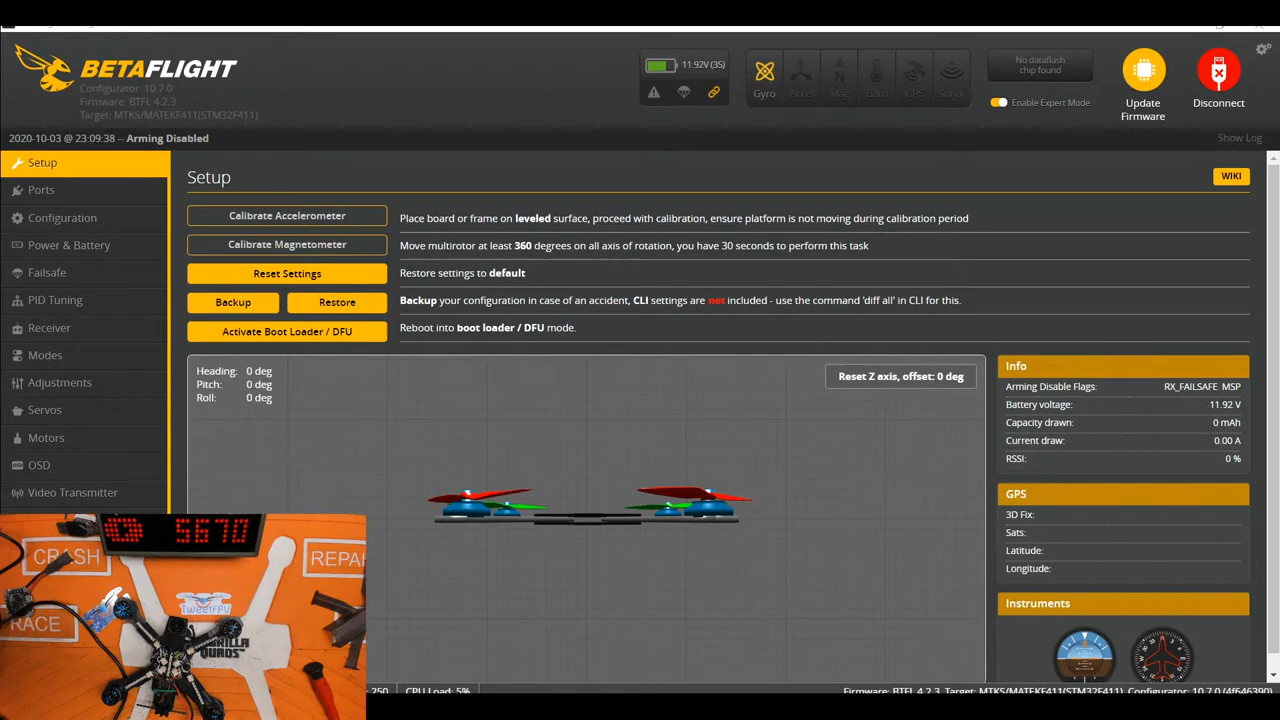 BETAFLIGHT
Configurator: 10.7.0
Firmware: BTFL 4.2.3
Target: MTKS/MATEKF411(STM32F411)
11.92V (3S)
Gyro
Accel
Mag
Baro
GPS
Sonar
No dataflash
chip found
Enable Expert Mode
Update
Firmware
Disconnect
2020-10-03 @ 23:09:38 -- Arming Disabled
Show Log
Setup
Ports
Configuration
Power & Battery
Failsafe
PID Tuning
Receiver
Modes
Adjustments
Servos
Motors
OSD
Video Transmitter
Setup
WIKI
Calibrate Accelerometer
Place board or frame on leveled surface, proceed with calibration, ensure platform is not moving during calibration period
Calibrate Magnetometer
Move multirotor at least 360 degrees on all axis of rotation, you have 30 seconds to perform this task
Reset Settings
Restore settings to default
Backup
Restore
Backup your configuration in case of an accident, CLI settings are not included - use the command 'diff all' in CLI for this.
Activate Boot Loader / DFU
Reboot into boot loader / DFU mode.
Heading: 0 deg
Pitch: 0 deg
Roll: 0 deg
Reset Z axis, offset: 0 deg
Info
Arming Disable Flags: RX_FAILSAFE MSP
Battery voltage: 11.92 V
Capacity drawn: 0 mAh
Current draw: 0.00 A
RSSI: 0 %
GPS
3D Fix:
Sats:
Latitude:
Longitude:
Instruments
5670
CRASH
REPAI
RACE
TweetFPV
QUADS
250
CPU Load: 5%
Firmware: BTFL 4.2.3, Target: MTKS/MATEKF411(STM32F411), Configurator: 10.7.0 (4f646390)